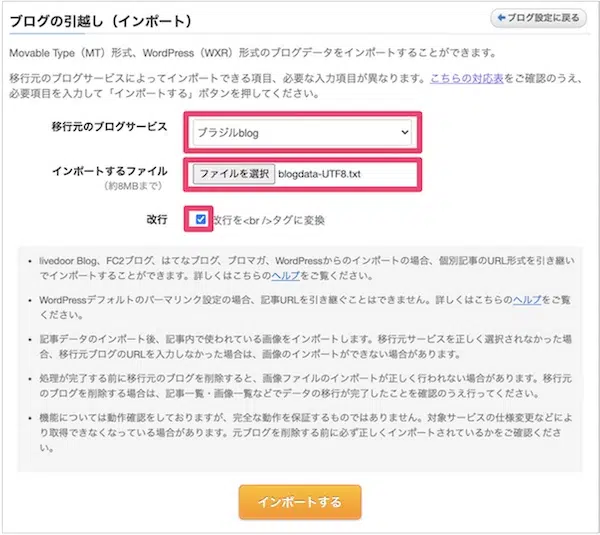 ブログの引越し（インポート）
ブログ設定に戻る
Movable Type（MT）形式、WordPress（WXR）形式のブログデータをインポートすることができます。
移行元のブログサービスによってインポートできる項目、必要な入力項目が異なります。こちらの対応表をご確認のうえ、
必要項目を入力して「インポートする」ボタンを押してください。
移行元のブログサービス
ブラジルblog
インポートするファイル
（約8MBまで）
ファイルを選択 blogdata-UTF8.txt
改行
改行を<br />タグに変換
• livedoor Blog、FC2ブログ、はてなブログ、ブロマガ、WordPressからのインポートの場合、個別記事のURL形式を引き継い
でインポートすることができます。詳しくはこちらのヘルプをご覧ください。
• WordPressデフォルトのパーマリンク設定の場合、記事URLを引き継ぐことはできません。詳しくはこちらのヘルプをご覧
ください。
• 記事データのインポート後、記事内で使われている画像をインポートします。移行元サービスを正しく選択されなかった場
合、移行元ブログのURLを入力しなかった場合は、画像のインポートができない場合があります。
• 処理が完了する前に移行元のブログを削除すると、画像ファイルのインポートが正しく行われない場合があります。移行元
のブログを削除する場合は、記事一覧・画像一覧などでデータの移行が完了したことを確認のうえ行ってください。
• 機能については動作確認をしておりますが、完全な動作を保証するものではありません。対象サービスの仕様変更などによ
り取得できなくなっている場合があります。元ブログを削除する前に必ず正しくインポートされているかをご確認くださ
い。
インポートする